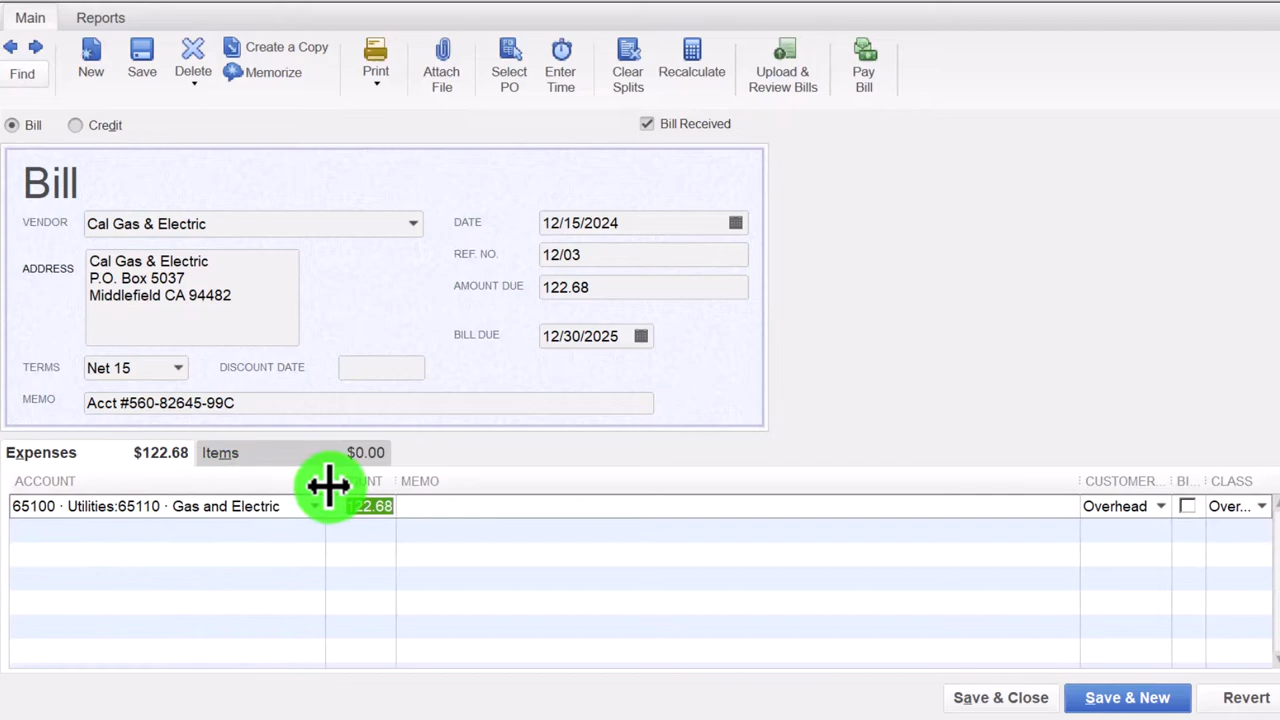 Main Reports
Find
New
Save
Delete
Create a Copy
Memorize
Print
Attach
File
Select
PO
Enter
Time
Clear
Splits
Recalculate
Upload &
Review Bills
Pay
Bill
Bill Credit Bill Received
Bill
VENDOR Cal Gas & Electric
ADDRESS
Cal Gas & Electric
P.O. Box 5037
Middlefield CA 94482
TERMS Net 15 DISCOUNT DATE
MEMO Acct #560-82645-99C
DATE 12/15/2024
REF. NO. 12/03
AMOUNT DUE 122.68
BILL DUE 12/30/2025
Expenses $122.68 Items $0.00
ACCOUNT MEMO CUSTOMER... BI... CLASS
65100 · Utilities:65110 · Gas and Electric 122.68 Overhead Over...
Save & Close Save & New Revert